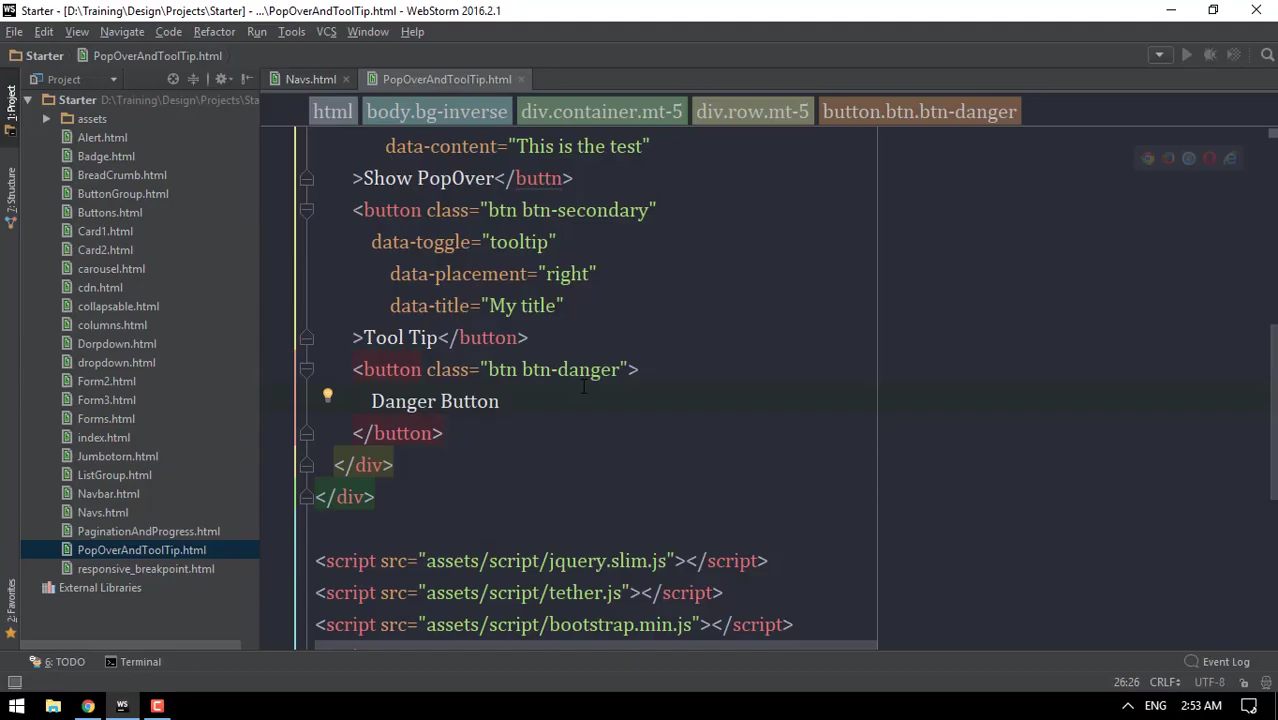 Starter - [D:\Training\Design\Projects\Starter] - ...\PopOverAndToolTip.html - WebStorm 2016.2.1
File Edit View Navigate Code Refactor Run Tools VCS Window Help
Starter PopOverAndToolTip.html
Project
Navs.html
PopOverAndToolTip.html
1: Project
7: Structure
2: Favorites
Starter D:\Training\Design\Projects\Sta
assets
Alert.html
Badge.html
BreadCrumb.html
ButtonGroup.html
Buttons.html
Card1.html
Card2.html
carousel.html
cdn.html
collapsable.html
columns.html
Dorpdown.html
dropdown.html
Form2.html
Form3.html
Forms.html
index.html
Jumbotorn.html
ListGroup.html
Navbar.html
Navs.html
PaginationAndProgress.html
PopOverAndToolTip.html
responsive_breakpoint.html
External Libraries
html body.bg-inverse div.container.mt-5 div.row.mt-5 button.btn.btn-danger
data-content="This is the test"
>Show PopOver</buttn>
<button class="btn btn-secondary"
data-toggle="tooltip"
data-placement="right"
data-title="My title"
>Tool Tip</button>
<button class="btn btn-danger">
Danger Button
</button>
</div>
</div>
<script src="assets/script/jquery.slim.js"></script>
<script src="assets/script/tether.js"></script>
<script src="assets/script/bootstrap.min.js"></script>
6: TODO Terminal Event Log
26:26 CRLF UTF-8
ENG 2:53 AM